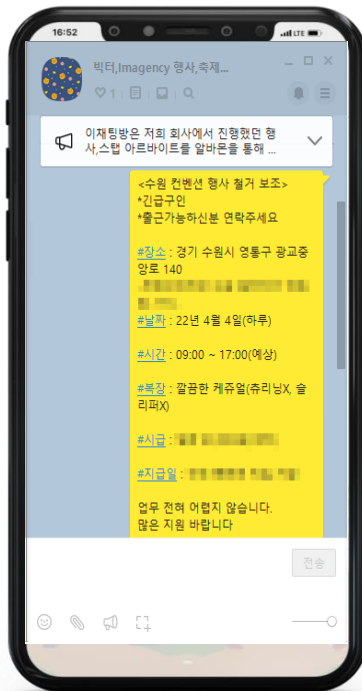 16:52
LTE
빅터,Imagency 행사,축제...
1
이채팅방은 저희 회사에서 진행했던 행
사,스탭 아르바이트를 알바몬을 통해 ...
<수원 컨벤션 행사 철거 보조>
*긴급구인
*출근가능하신분 연락주세요
#장소 : 경기 수원시 영통구 광교중
앙로 140
#날짜 : 22년 4월 4일(하루)
#시간 : 09:00 ~ 17:00(예상)
#복장 : 깔끔한 케쥬얼(츄리닝X, 슬
리퍼X)
#시급 :
#지급일 :
업무 전혀 어렵지 않습니다.
많은 지원 바랍니다
전송